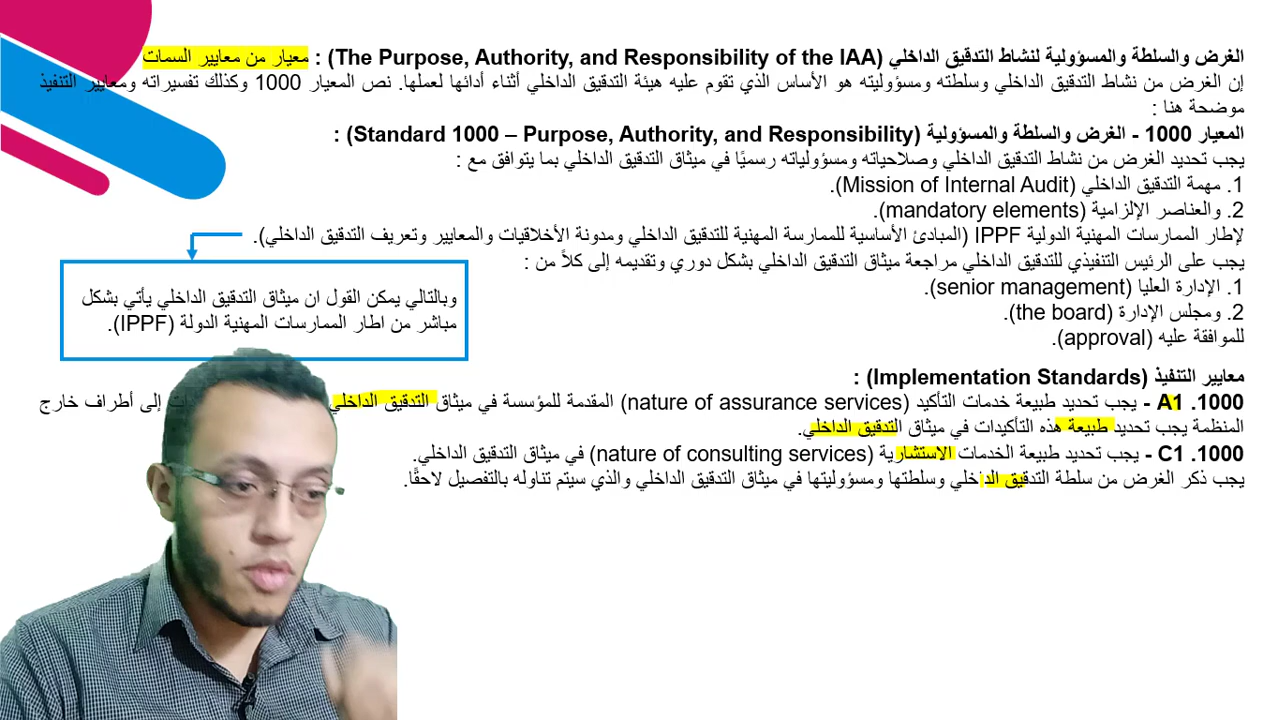 الغرض والسلطة والمسؤولية لنشاط التدقيق الداخلي (The Purpose, Authority, and Responsibility of the IAA) : معيار من معايير السمات
إن الغرض من نشاط التدقيق الداخلي وسلطته ومسؤوليته هو الأساس الذي تقوم عليه هيئة التدقيق الداخلي أثناء أدائها لعملها. نص المعيار 1000 وكذلك تفسيراته ومعايير التنفيذ
موضحة هنا :
المعيار 1000 - الغرض والسلطة والمسؤولية (Standard 1000 – Purpose, Authority, and Responsibility) :
يجب تحديد الغرض من نشاط التدقيق الداخلي وصلاحياته ومسؤولياته رسميًا في ميثاق التدقيق الداخلي بما يتوافق مع :
1. مهمة التدقيق الداخلي (Mission of Internal Audit).
2. والعناصر الإلزامية (mandatory elements).
لإطار الممارسات المهنية الدولية IPPF (المبادئ الأساسية للممارسة المهنية للتدقيق الداخلي ومدونة الأخلاقيات والمعايير وتعريف التدقيق الداخلي).
يجب على الرئيس التنفيذي للتدقيق الداخلي مراجعة ميثاق التدقيق الداخلي بشكل دوري وتقديمه إلى كلاً من :
1. الإدارة العليا (senior management).
2. ومجلس الإدارة (the board).
للموافقة عليه (approval).
وبالتالي يمكن القول ان ميثاق التدقيق الداخلي يأتي بشكل
مباشر من اطار الممارسات المهنية الدولة (IPPF).
معايير التنفيذ (Implementation Standards) :
1000. A1 - يجب تحديد طبيعة خدمات التأكيد (nature of assurance services) المقدمة للمؤسسة في ميثاق التدقيق الداخلي إلى أطراف خارج
المنظمة يجب تحديد طبيعة هذه التأكيدات في ميثاق التدقيق الداخلي.
1000. C1 - يجب تحديد طبيعة الخدمات الاستشارية (nature of consulting services) في ميثاق التدقيق الداخلي.
يجب ذكر الغرض من سلطة التدقيق الداخلي وسلطتها ومسؤوليتها في ميثاق التدقيق الداخلي والذي سيتم تناوله بالتفصيل لاحقًا.